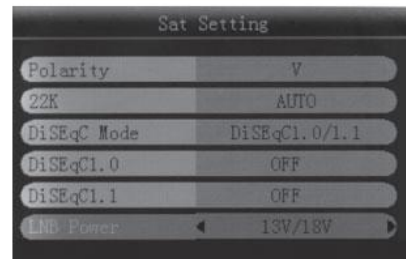 Sat Setting
Polarity V
22K AUTO
DiSEqC Mode DiSEqC1.0/1.1
DiSEqC1.0 OFF
DiSEqC1.1 OFF
LNB Power 13V/18V